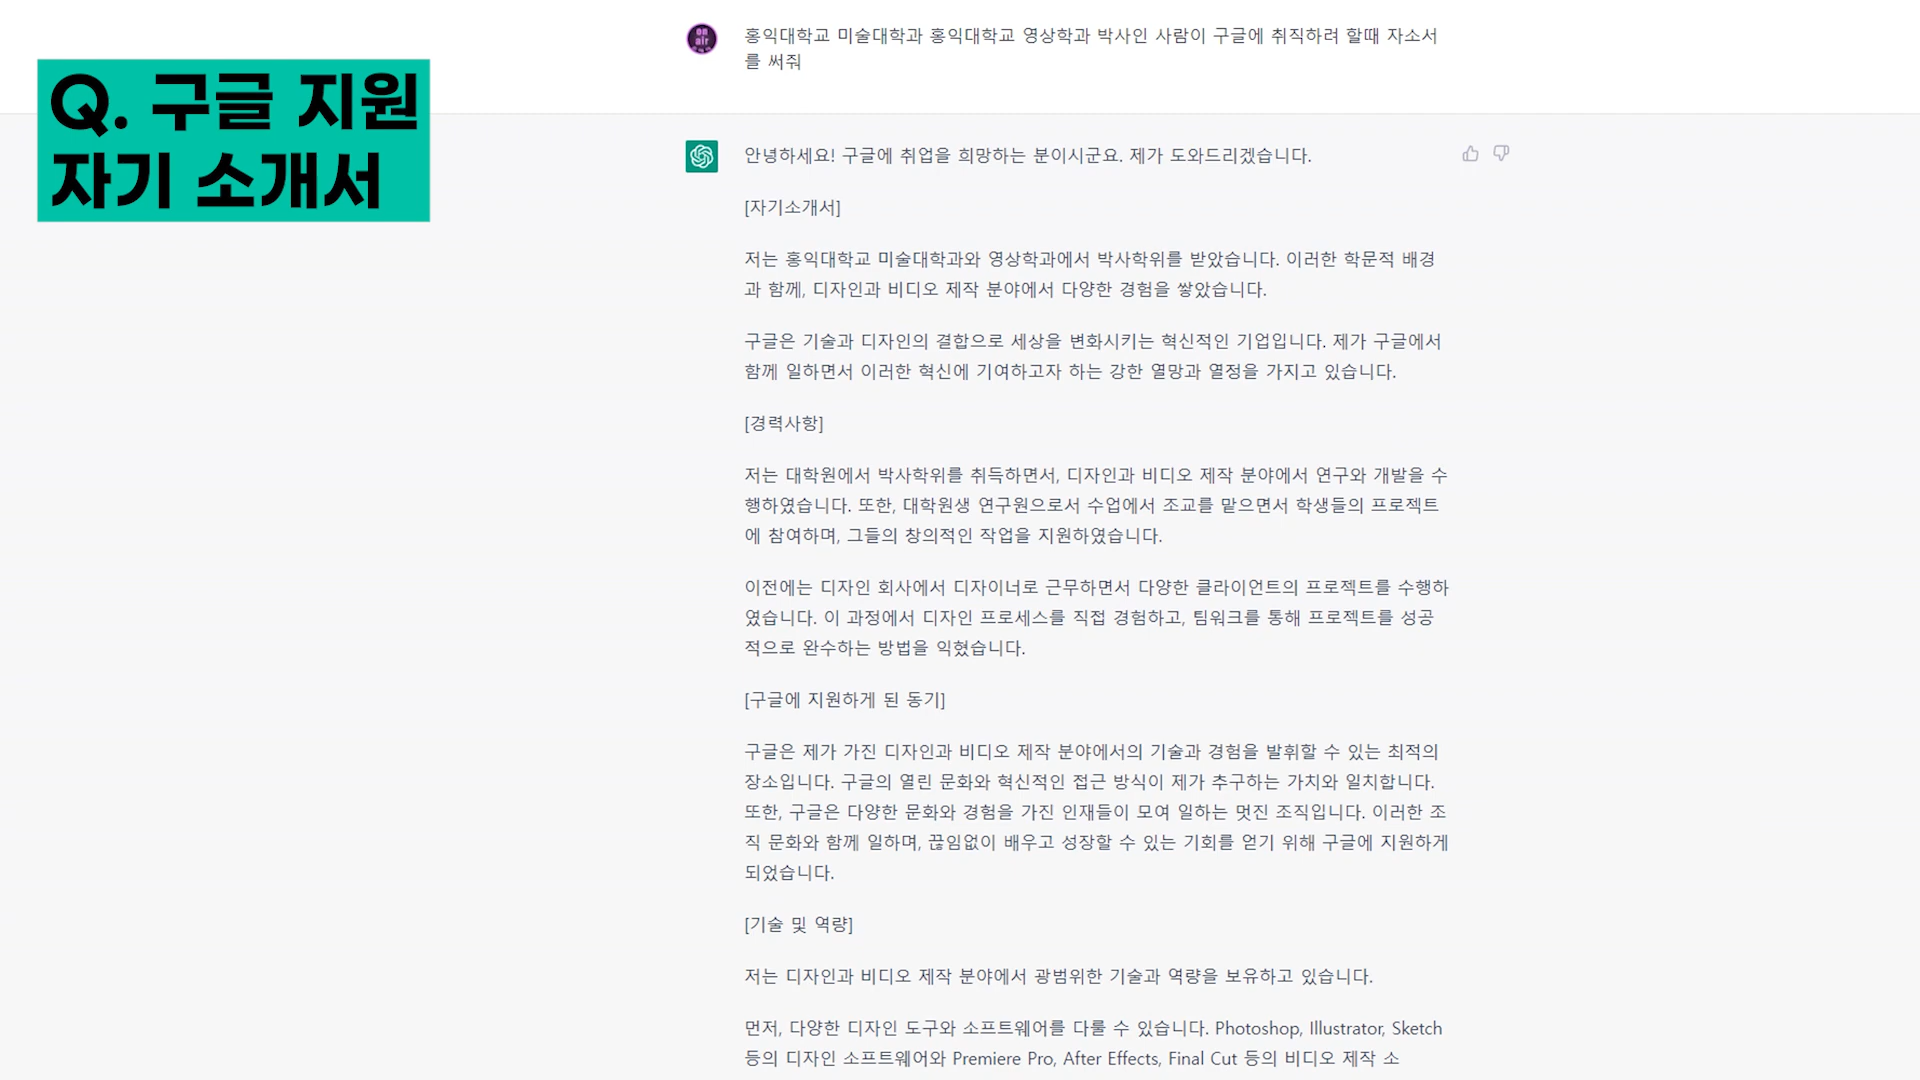 Q. 구글 지원
자기 소개서
on
air
홍익대학교 미술대학과 홍익대학교 영상학과 박사인 사람이 구글에 취직하려 할때 자소서
를 써줘
안녕하세요! 구글에 취업을 희망하는 분이시군요. 제가 도와드리겠습니다.
[자기소개서]
저는 홍익대학교 미술대학과와 영상학과에서 박사학위를 받았습니다. 이러한 학문적 배경
과 함께, 디자인과 비디오 제작 분야에서 다양한 경험을 쌓았습니다.
구글은 기술과 디자인의 결합으로 세상을 변화시키는 혁신적인 기업입니다. 제가 구글에서
함께 일하면서 이러한 혁신에 기여하고자 하는 강한 열망과 열정을 가지고 있습니다.
[경력사항]
저는 대학원에서 박사학위를 취득하면서, 디자인과 비디오 제작 분야에서 연구와 개발을 수
행하였습니다. 또한, 대학원생 연구원으로서 수업에서 조교를 맡으면서 학생들의 프로젝트
에 참여하며, 그들의 창의적인 작업을 지원하였습니다.
이전에는 디자인 회사에서 디자이너로 근무하면서 다양한 클라이언트의 프로젝트를 수행하
였습니다. 이 과정에서 디자인 프로세스를 직접 경험하고, 팀워크를 통해 프로젝트를 성공
적으로 완수하는 방법을 익혔습니다.
[구글에 지원하게 된 동기]
구글은 제가 가진 디자인과 비디오 제작 분야에서의 기술과 경험을 발휘할 수 있는 최적의
장소입니다. 구글의 열린 문화와 혁신적인 접근 방식이 제가 추구하는 가치와 일치합니다.
또한, 구글은 다양한 문화와 경험을 가진 인재들이 모여 일하는 멋진 조직입니다. 이러한 조
직 문화와 함께 일하며, 끊임없이 배우고 성장할 수 있는 기회를 얻기 위해 구글에 지원하게
되었습니다.
[기술 및 역량]
저는 디자인과 비디오 제작 분야에서 광범위한 기술과 역량을 보유하고 있습니다.
먼저, 다양한 디자인 도구와 소프트웨어를 다룰 수 있습니다. Photoshop, Illustrator, Sketch
등의 디자인 소프트웨어와 Premiere Pro, After Effects, Final Cut 등의 비디오 제작 소